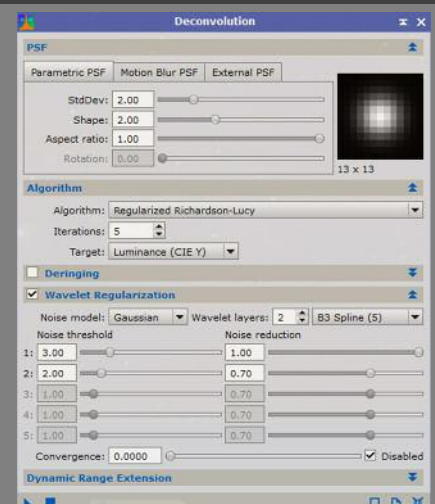 Deconvolution
PSF
Parametric PSF Motion Blur PSF External PSF
StdDev: 2.00
Shape: 2.00
Aspect ratio: 1.00
Rotation: 0.00
13 x 13
Algorithm
Algorithm: Regularized Richardson-Lucy
Iterations: 5
Target: Luminance (CIE Y)
Deringing
Wavelet Regularization
Noise model: Gaussian Wavelet layers: 2 B3 Spline (5)
Noise threshold Noise reduction
1: 3.00 1.00
2: 2.00 0.70
3: 1.00 0.70
4: 1.00 0.70
5: 1.00 0.70
Convergence: 0.0000 Disabled
Dynamic Range Extension